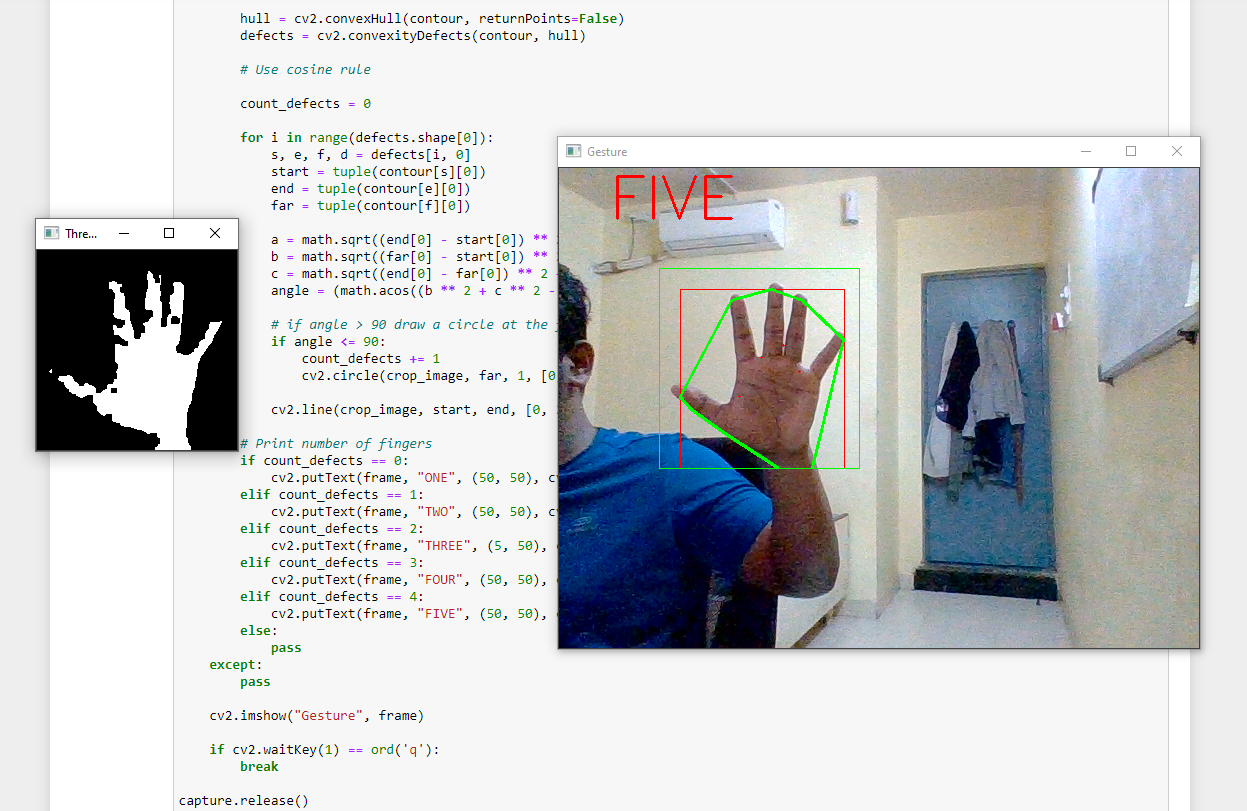 hull = cv2.convexHull(contour, returnPoints=False)
defects = cv2.convexityDefects(contour, hull)
# Use cosine rule
count_defects = 0
for i in range(defects.shape[0]):
s, e, f, d = defects[i, 0]
start = tuple(contour[s][0])
end = tuple(contour[e][0])
far = tuple(contour[f][0])
a = math.sqrt((end[0] - start[0]) **
b = math.sqrt((far[0] - start[0]) **
c = math.sqrt((end[0] - far[0]) ** 2
angle = (math.acos((b ** 2 + c ** 2 -
# if angle > 90 draw a circle at the
if angle <= 90:
count_defects += 1
cv2.circle(crop_image, far, 1, [0
cv2.line(crop_image, start, end, [0,
# Print number of fingers
if count_defects == 0:
cv2.putText(frame, "ONE", (50, 50), c
elif count_defects == 1:
cv2.putText(frame, "TWO", (50, 50), c
elif count_defects == 2:
cv2.putText(frame, "THREE", (5, 50),
elif count_defects == 3:
cv2.putText(frame, "FOUR", (50, 50),
elif count_defects == 4:
cv2.putText(frame, "FIVE", (50, 50),
else:
pass
except:
pass
cv2.imshow("Gesture", frame)
if cv2.waitKey(1) == ord('q'):
break
capture.release()
Thre...
Gesture
FIVE